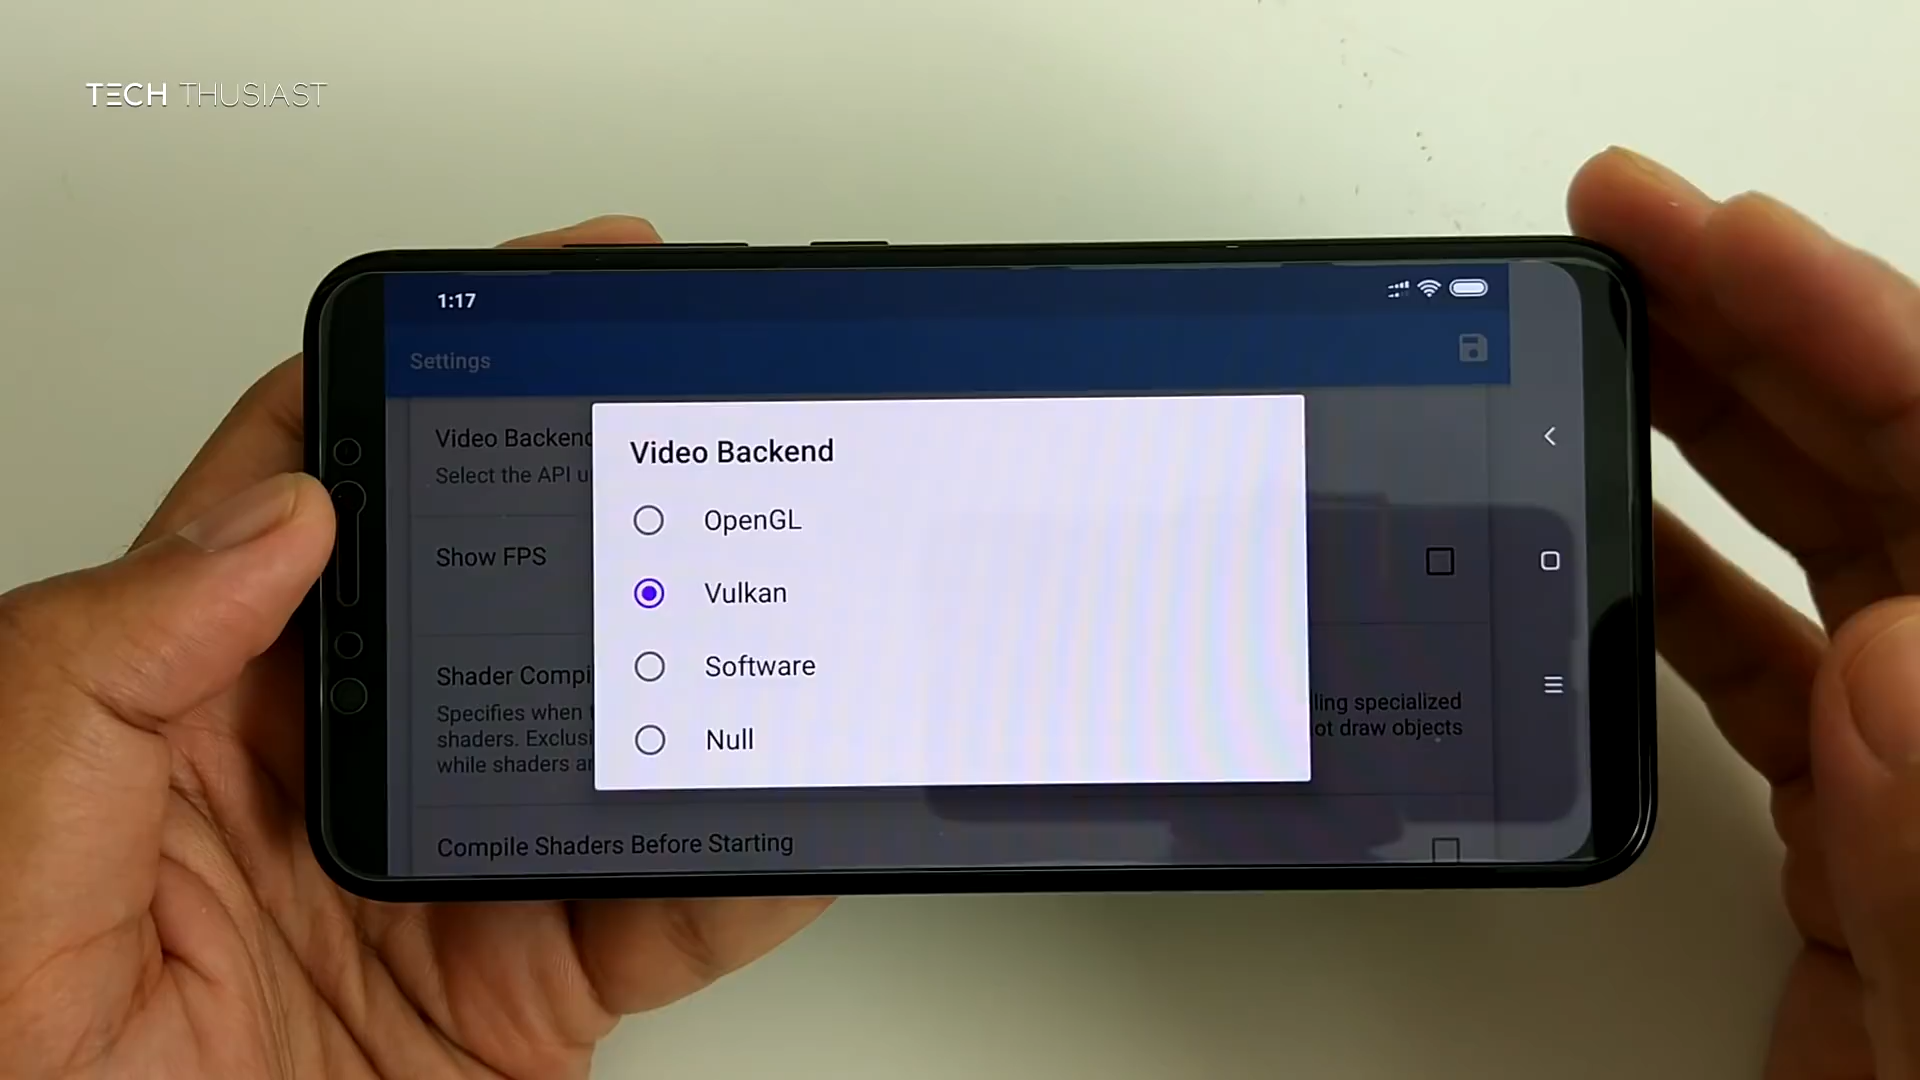 TECH THUSIAST
1:17
Settings
Video Backend
Select the API u
Show FPS
Shader Compi
Specifies when
ling specialized
shaders. Exclusi
ot draw objects
while shaders a
Compile Shaders Before Starting
Video Backend
OpenGL
Vulkan
Software
Null